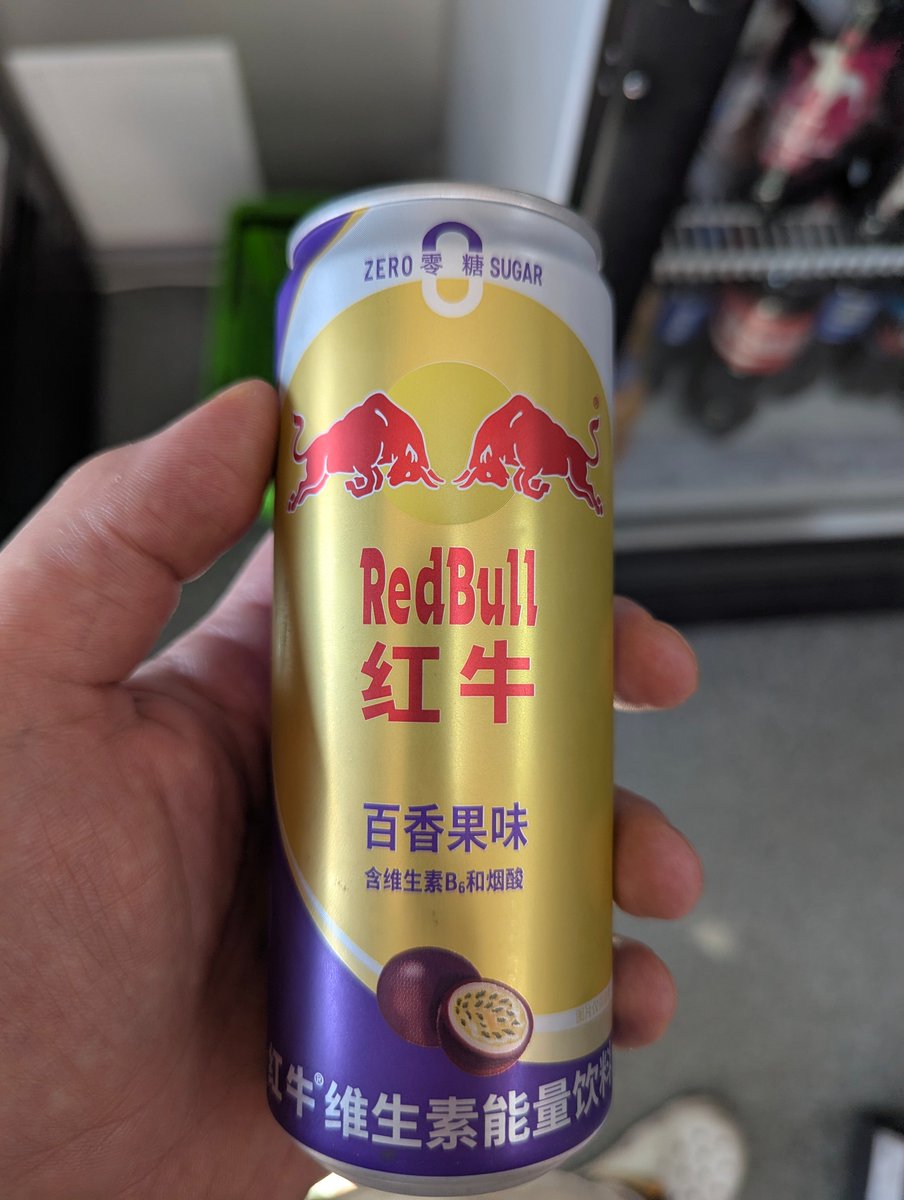 ZERO 零 糖 SUGAR
RedBull
红牛
百香果味
含维生素B₆和烟酸
红牛®维生素能量饮料